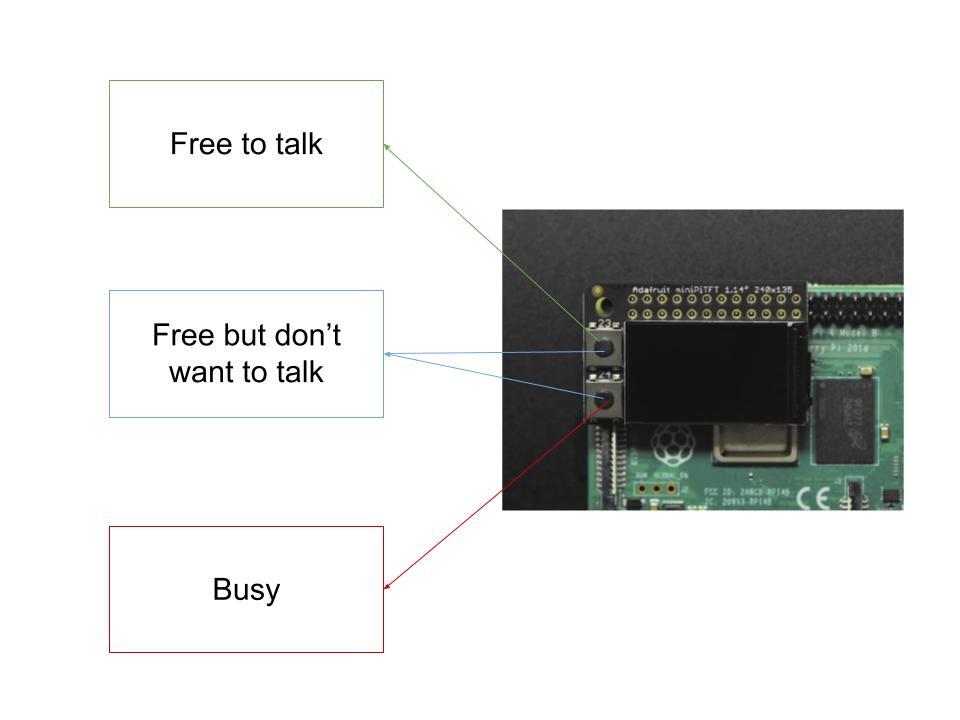 Free to talk
Free but don’t
want to talk
Busy
Adafruit miniPiTFT 1.14" 240x135
23
24
Pi 4 Model B
rry Pi 2018
FCC ID: 2ABCB-RPI4B
IC: 20953-RPI4B
CE
J2